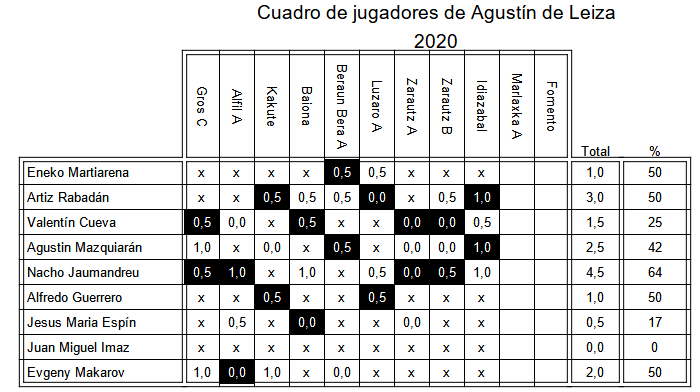 Cuadro de jugadores de Agustín de Leiza
2020
Gros C Alfil A Kakute Baiona Beraun Bera A Luzaro A Zarautz A Zarautz B Idiazabal Marlaxka A Fomento Total %
Eneko Martiarena x x x x 0,5 0,5 x x x 1,0 50
Artiz Rabadán x x 0,5 0,5 0,5 0,0 x 0,5 1,0 3,0 50
Valentín Cueva 0,5 0,0 x 0,5 x x 0,0 0,0 0,5 1,5 25
Agustin Mazquiarán 1,0 x 0,0 x 0,5 x 0,0 0,0 1,0 2,5 42
Nacho Jaumandreu 0,5 1,0 x 1,0 x 0,5 0,0 0,5 1,0 4,5 64
Alfredo Guerrero x x 0,5 x x 0,5 x x x 1,0 50
Jesus Maria Espín x 0,5 x 0,0 x x 0,0 x x 0,5 17
Juan Miguel Imaz x x x x x x x x x 0,0 0
Evgeny Makarov 1,0 0,0 1,0 x 0,0 x x x x 2,0 50